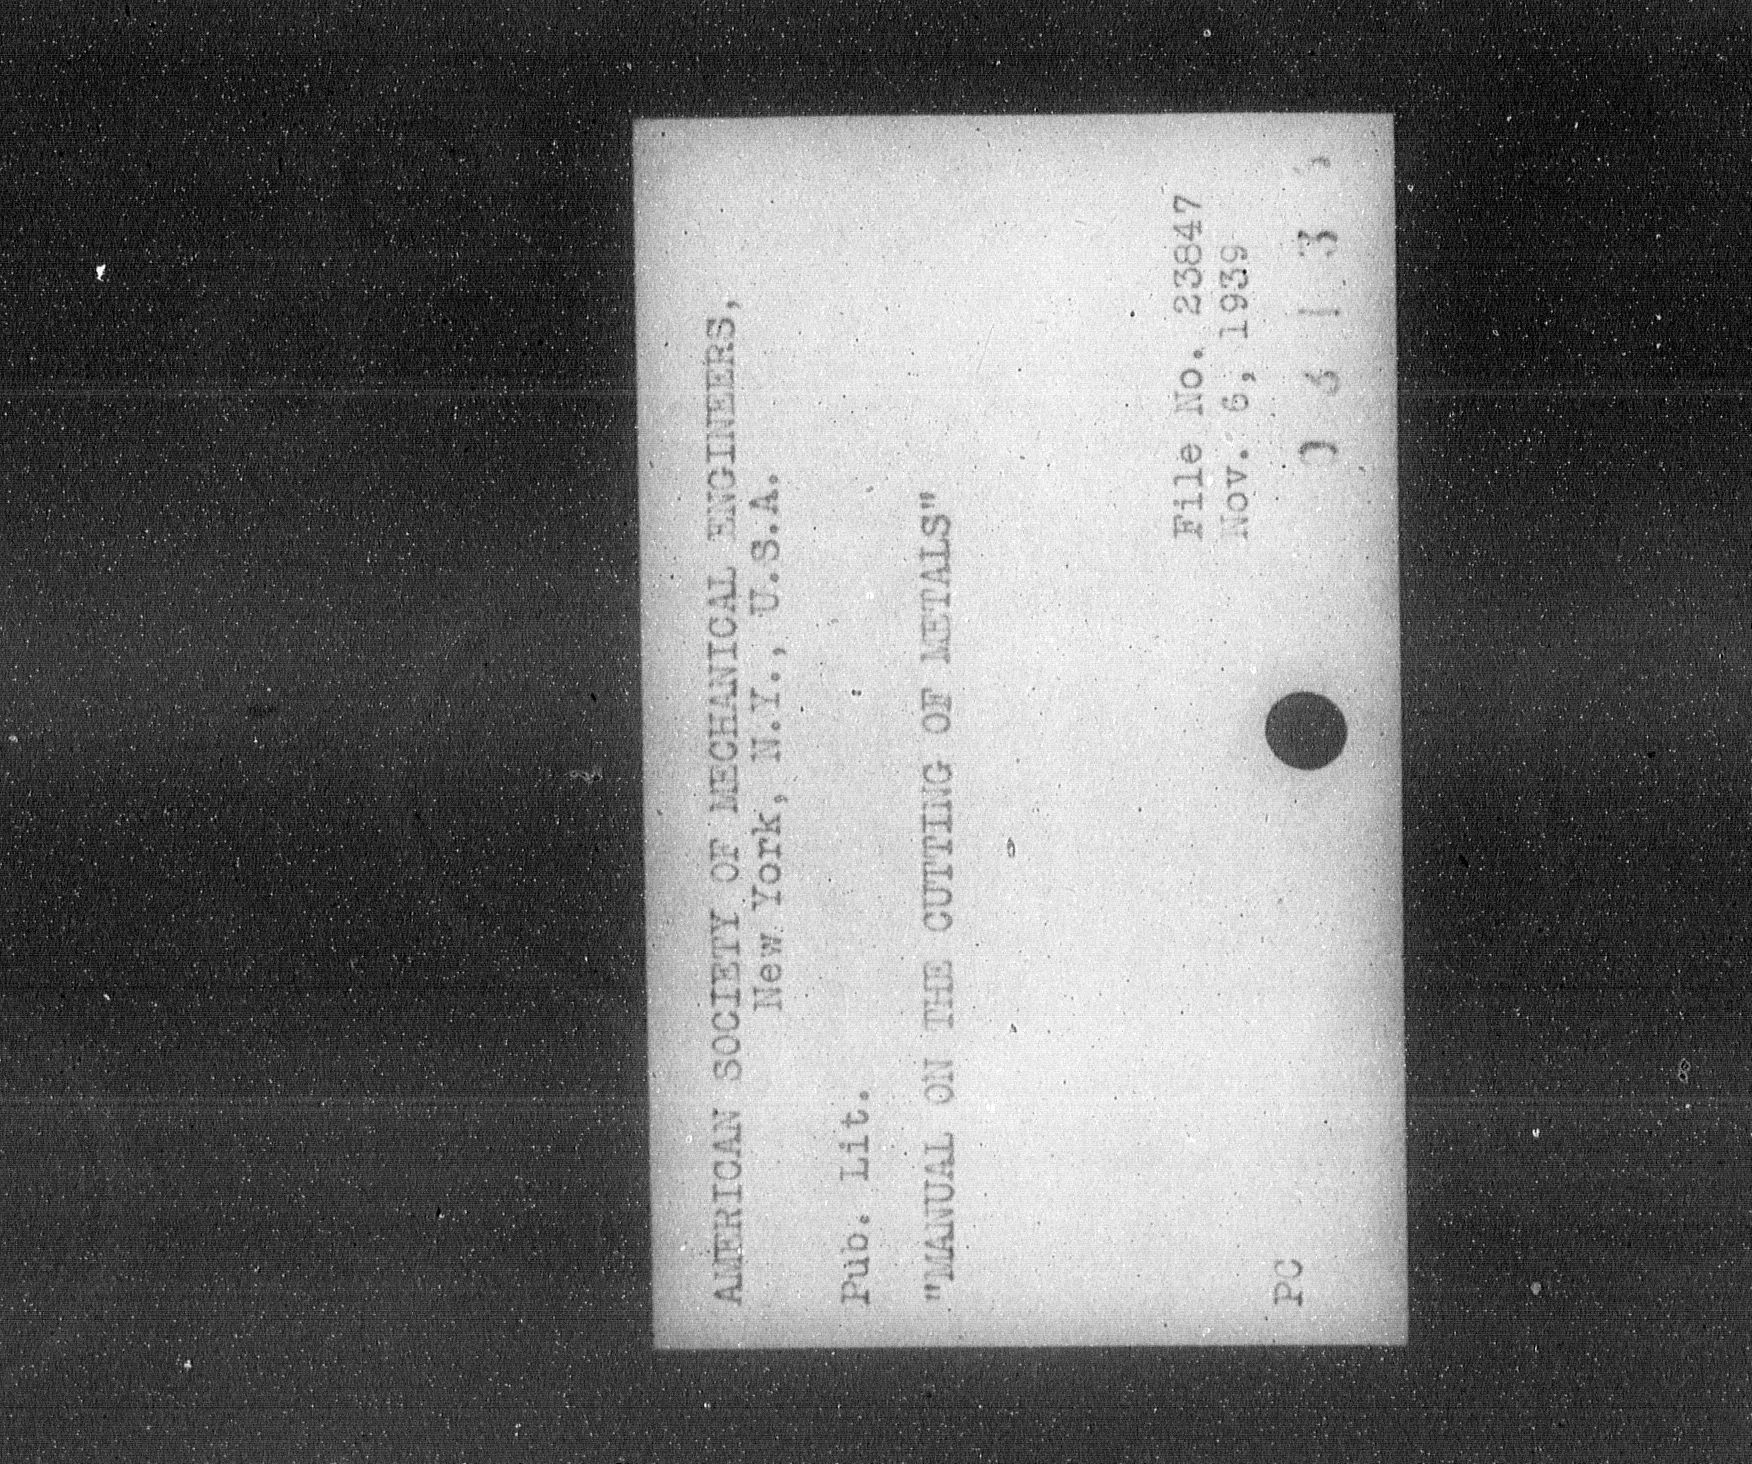 AMERICAN SOCIETY OF MECHANICAL ENGINEERS,
New York, N.Y., U.S.A.
Pub. Lit.
"MANUAL ON THE CUTTING OF METALS"
File No. 23847
Nov. 6, 1939
PC